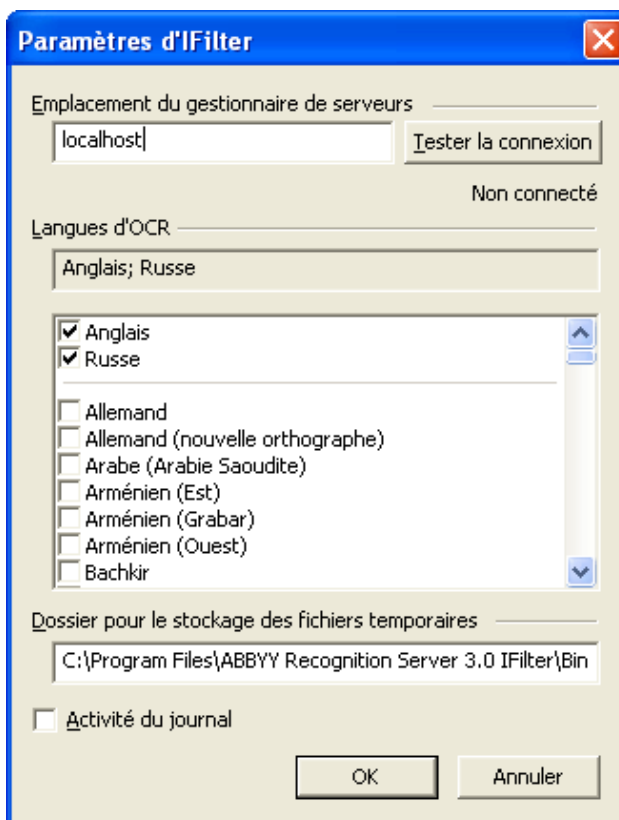 Paramètres d'IFilter
Emplacement du gestionnaire de serveurs
localhost
Tester la connexion
Non connecté
Langues d'OCR
Anglais; Russe
Anglais
Russe
Allemand
Allemand (nouvelle orthographe)
Arabe (Arabie Saoudite)
Arménien (Est)
Arménien (Grabar)
Arménien (Ouest)
Bachkir
Dossier pour le stockage des fichiers temporaires
C:\Program Files\ABBYY Recognition Server 3.0 IFilter\Bin
Activité du journal
OK
Annuler